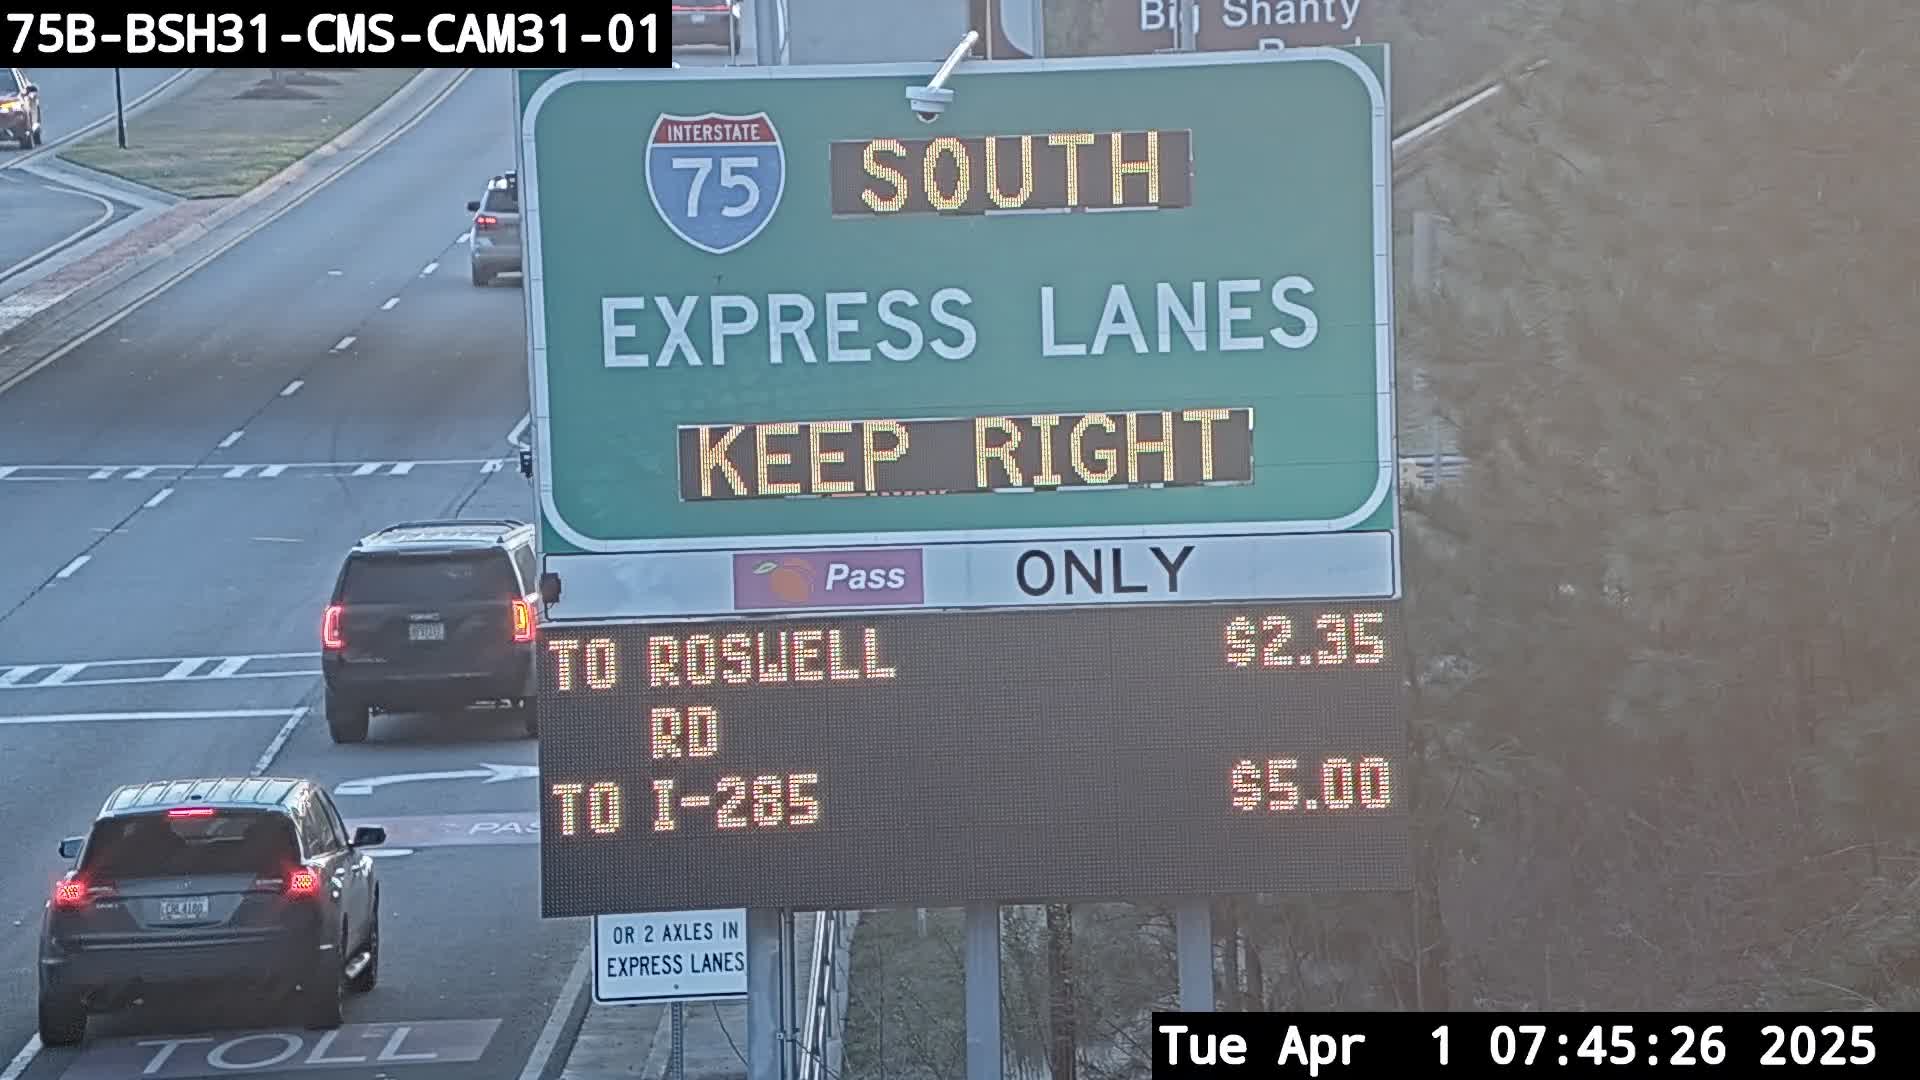 75B-BSH31-CMS-CAM31-01
Big Shanty
INTERSTATE
75
SOUTH
EXPRESS LANES
KEEP RIGHT
Pass ONLY
TO ROSWELL $2.35
RD
TO I-285 $5.00
OR 2 AXLES IN
EXPRESS LANES
TOLL
Tue Apr 1 07:45:26 2025